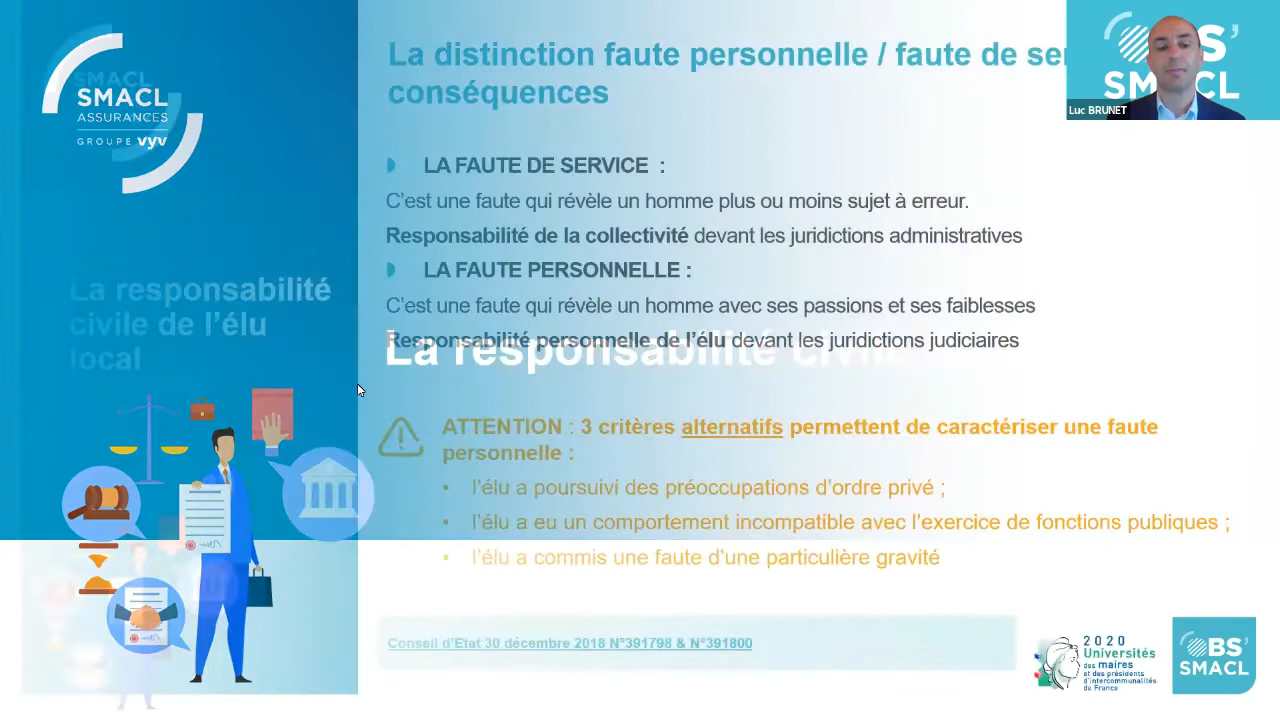 SMACL
SMACL
ASSURANCES
GROUPE vyv
La responsabilité
civile de l'élu
local
La distinction faute personnelle / faute de
conséquences
LA FAUTE DE SERVICE :
C'est une faute qui révèle un homme plus ou moins sujet à erreur.
Responsabilité de la collectivité devant les juridictions administratives
LA FAUTE PERSONNELLE :
C'est une faute qui révèle un homme avec ses passions et ses faiblesses
Responsabilité personnelle de l'élu devant les juridictions judiciaires
La responsabilité
ATTENTION : 3 critères alternatifs permettent de caractériser une faute
personnelle :
▪ l'élu a poursuivi des préoccupations d'ordre privé ;
▪ l'élu a eu un comportement incompatible avec l'exercice de fonctions publiques ;
▪ l'élu a commis une faute d'une particulière gravité
Conseil d'Etat 30 décembre 2018 N°391798 & N°391800
Luc BRUNET
2020
Universités
des maires
et des présidents
d'intercommunalités
de France
OBS'
SMACL